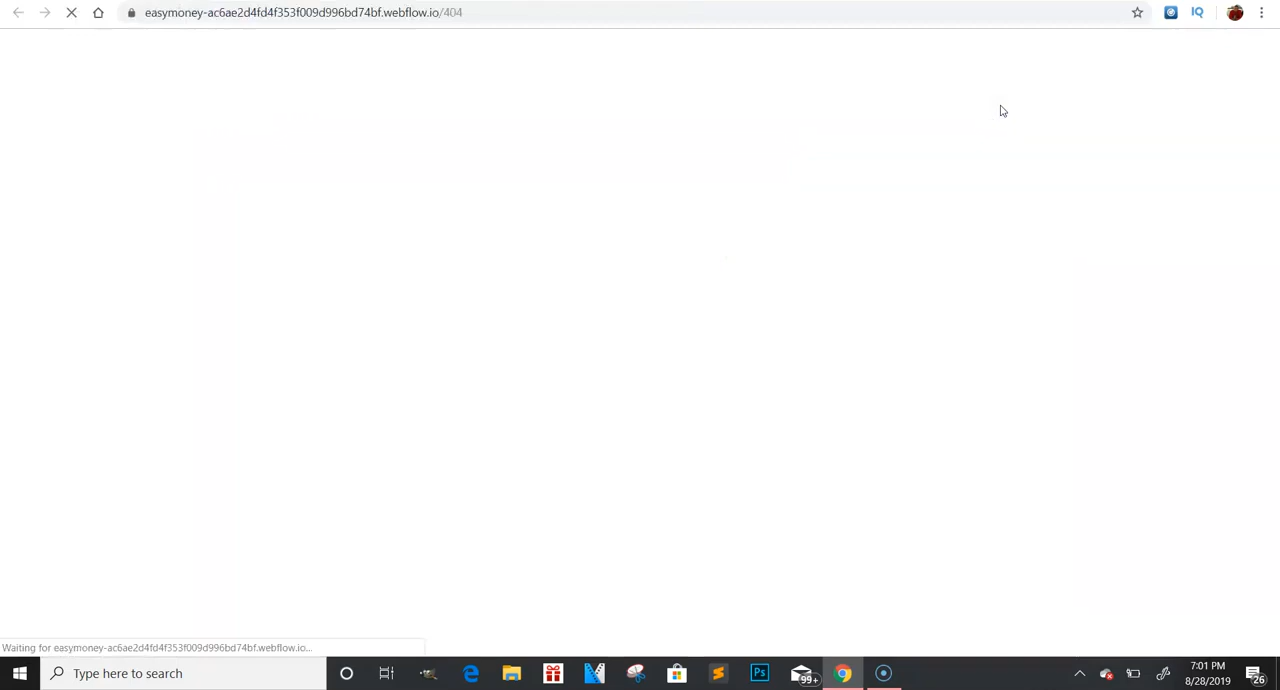 easymoney-ac6ae2d4fd4f353f009d996bd74bf.webflow.io/404
IQ
Waiting for easymoney-ac6ae2d4fd4f353f009d996bd74bf.webflow.io...
Type here to search
Ps
99+
7:01 PM
8/28/2019
26